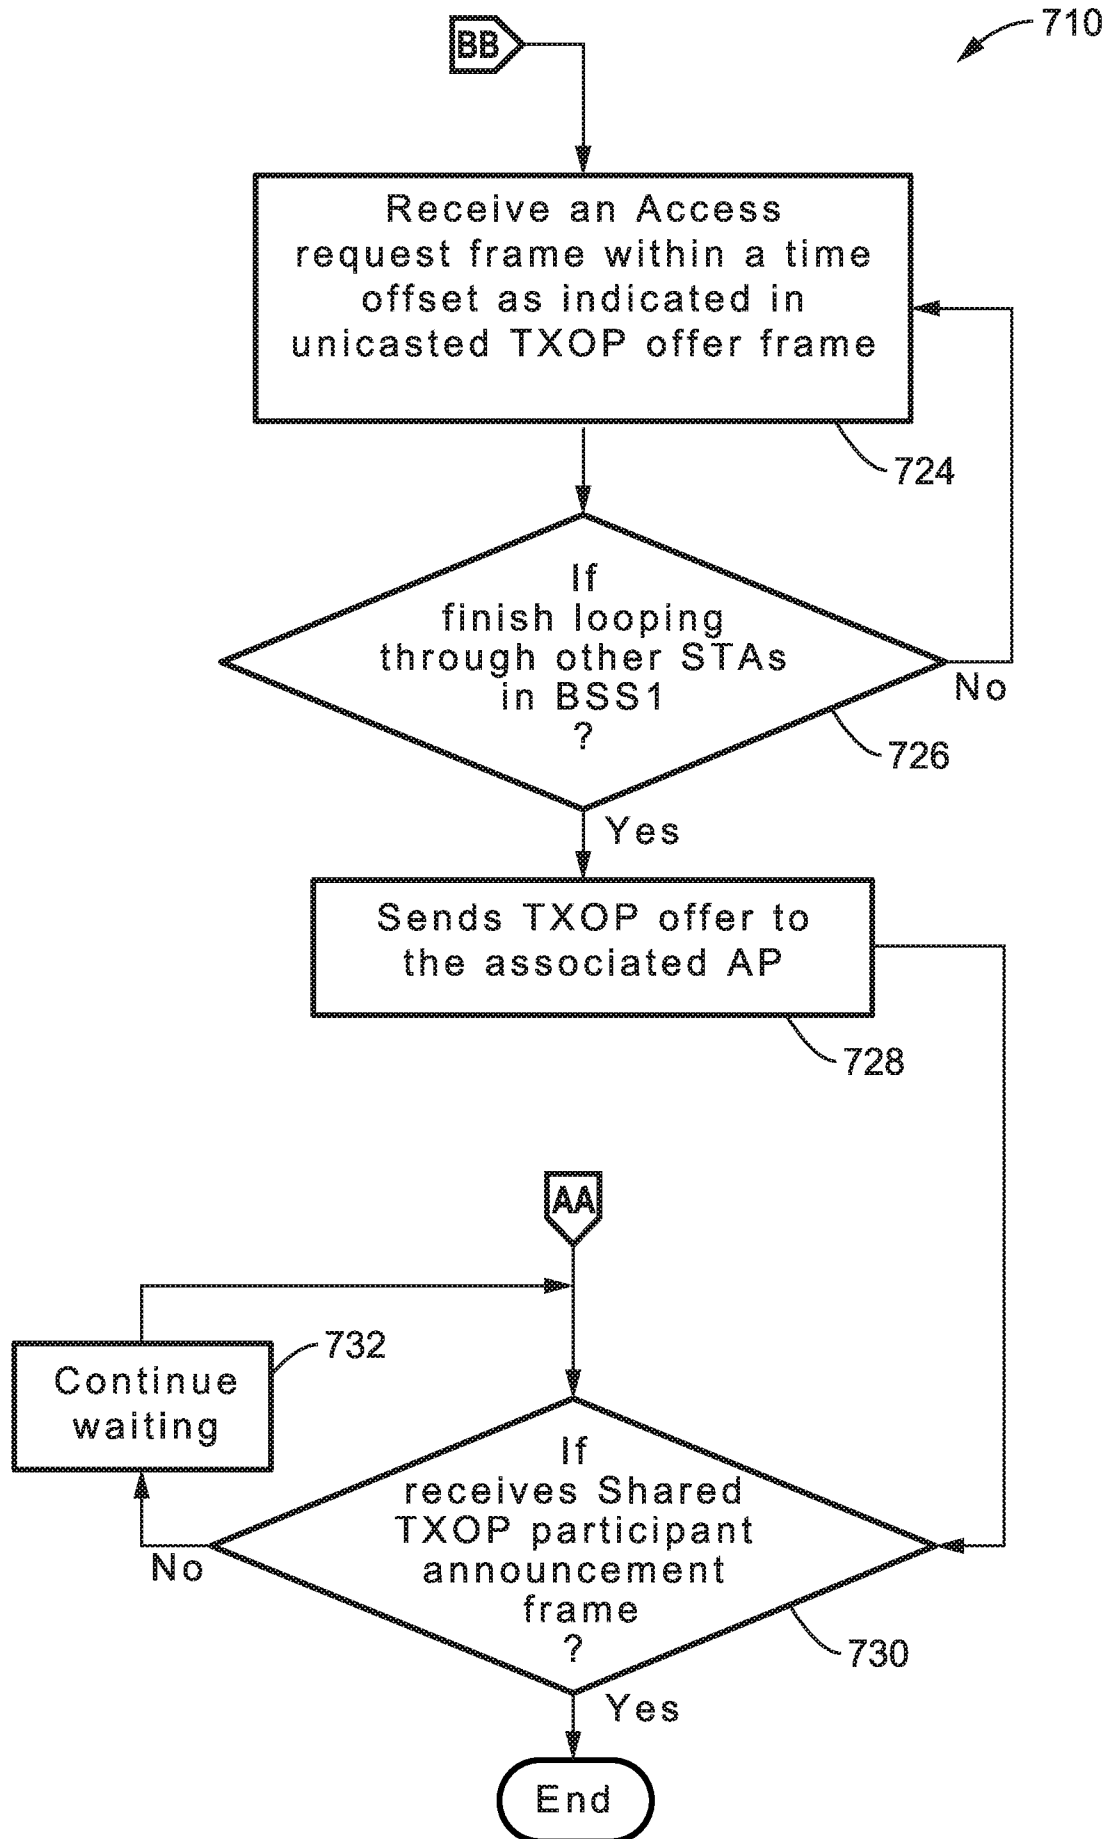 BB
710
Receive an Access
request frame within a time
offset as indicated in
unicasted TXOP offer frame
724
If
finish looping
through other STAs
in BSS1
?
No
726
Yes
Sends TXOP offer to
the associated AP
728
AA
732
Continue
waiting
If
receives Shared
TXOP participant
announcement
frame
?
No
730
Yes
End